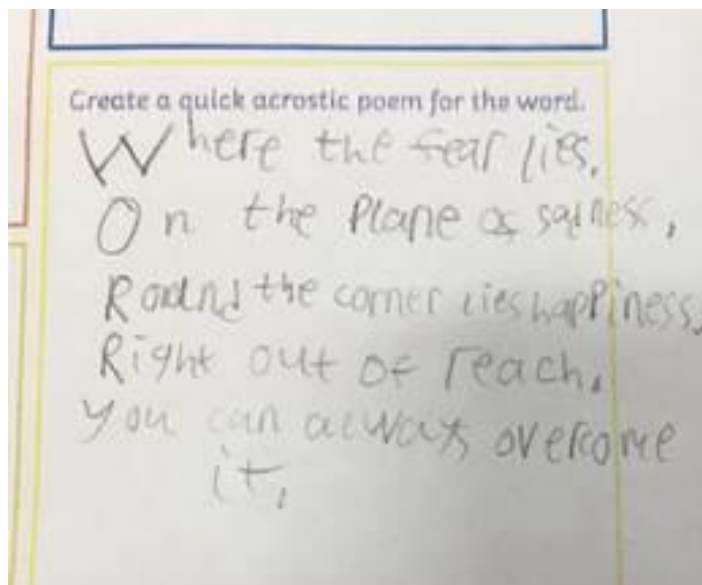 Create a quick acrostic poem for the word.
Where the fear lies.
On the Plane of sadness,
Round the corner lies happiness,
Right out of reach,
You can always overcome
it,